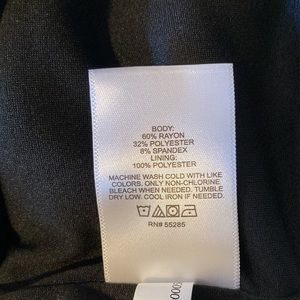 BODY:
60% RAYON
32% POLYESTER
8% SPANDEX
LINING:
100% POLYESTER
MACHINE WASH COLD WITH LIKE
COLORS. ONLY NON-CHLORINE
BLEACH WHEN NEEDED. TUMBLE
DRY LOW. COOL IRON IF NEEDED.
RN# 55285